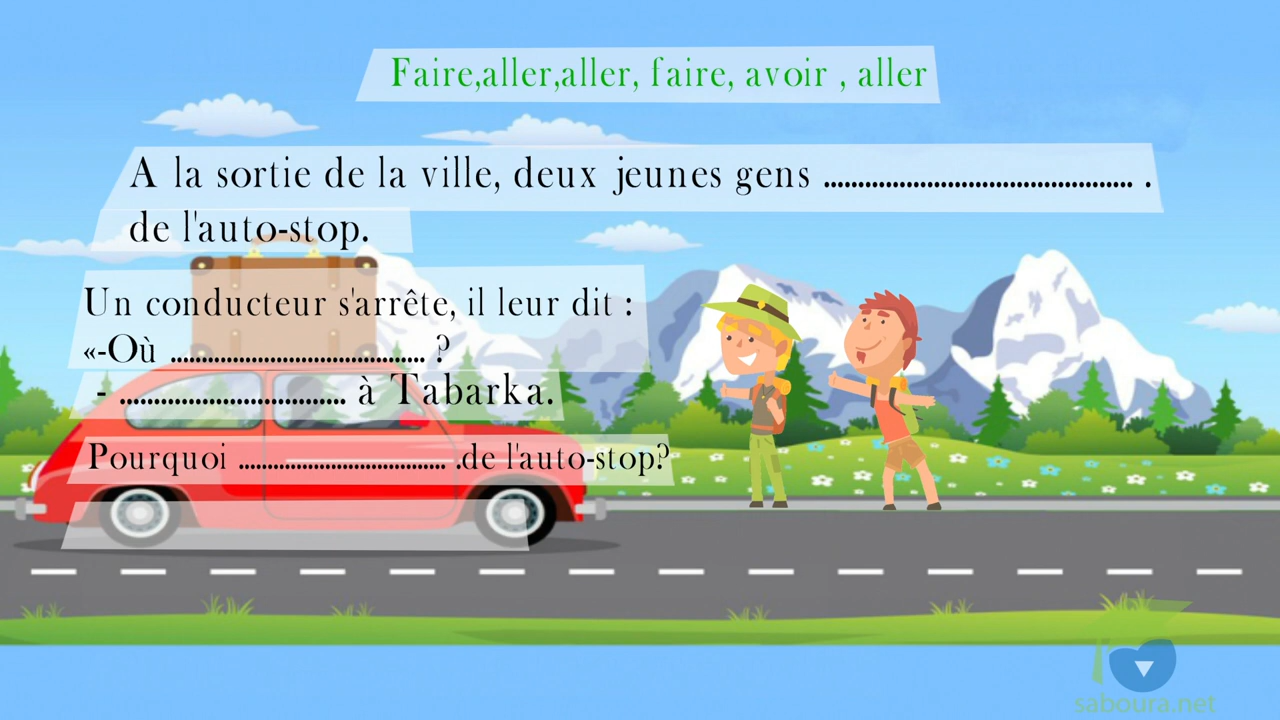 Faire,aller,aller, faire, avoir , aller
A la sortie de la ville, deux jeunes gens .............................................. .
de l'auto-stop.
Un conducteur s'arrête, il leur dit :
«-Où ...................................... ?
- .................................. à Tabarka.
Pourquoi ..................................... .de l'auto-stop?
saboura.net